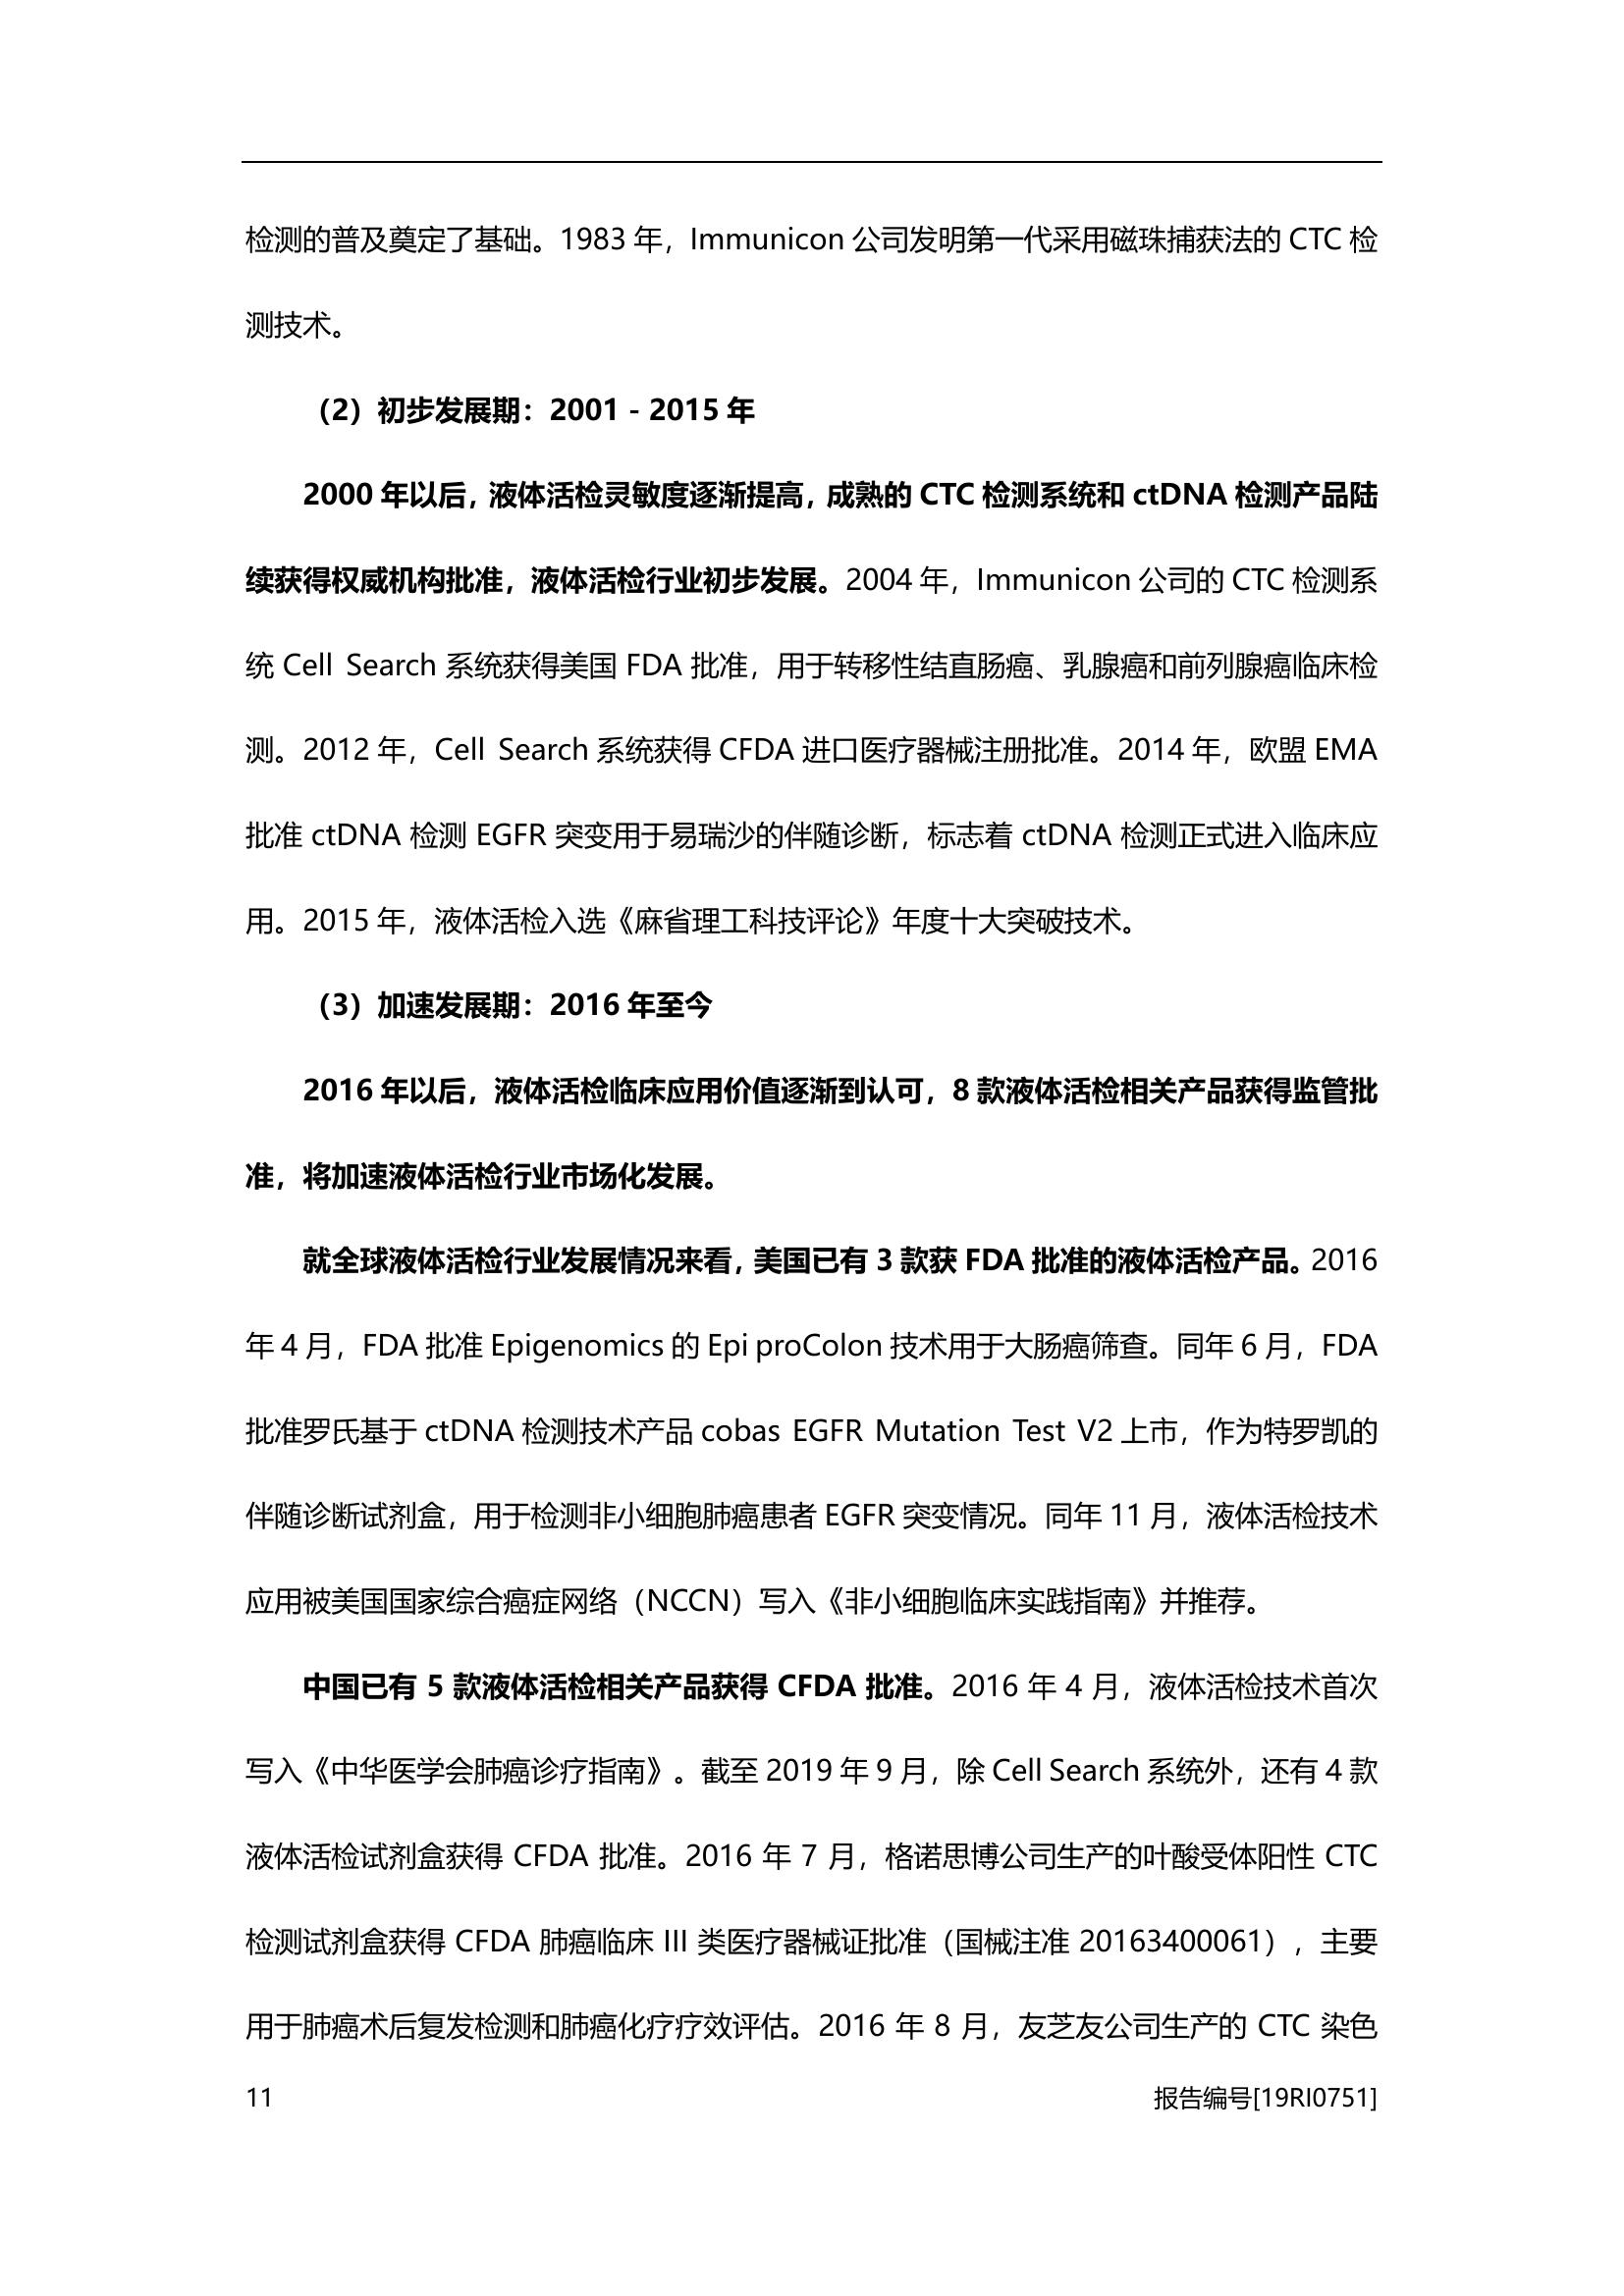 检测的普及奠定了基础。1983 年，Immunicon 公司发明第一代采用磁珠捕获法的 CTC 检
测技术。
（2）初步发展期：2001 - 2015 年
2000 年以后，液体活检灵敏度逐渐提高，成熟的 CTC 检测系统和 ctDNA 检测产品陆
续获得权威机构批准，液体活检行业初步发展。2004 年，Immunicon 公司的 CTC 检测系
统 Cell Search 系统获得美国 FDA 批准，用于转移性结直肠癌、乳腺癌和前列腺癌临床检
测。2012 年，Cell Search 系统获得 CFDA 进口医疗器械注册批准。2014 年，欧盟 EMA
批准 ctDNA 检测 EGFR 突变用于易瑞沙的伴随诊断，标志着 ctDNA 检测正式进入临床应
用。2015 年，液体活检入选《麻省理工科技评论》年度十大突破技术。
（3）加速发展期：2016 年至今
2016 年以后，液体活检临床应用价值逐渐到认可，8 款液体活检相关产品获得监管批
准，将加速液体活检行业市场化发展。
就全球液体活检行业发展情况来看，美国已有 3 款获 FDA 批准的液体活检产品。2016
年 4 月，FDA 批准 Epigenomics 的 Epi proColon 技术用于大肠癌筛查。同年 6 月，FDA
批准罗氏基于 ctDNA 检测技术产品 cobas EGFR Mutation Test V2 上市，作为特罗凯的
伴随诊断试剂盒，用于检测非小细胞肺癌患者 EGFR 突变情况。同年 11 月，液体活检技术
应用被美国国家综合癌症网络（NCCN）写入《非小细胞临床实践指南》并推荐。
中国已有 5 款液体活检相关产品获得 CFDA 批准。2016 年 4 月，液体活检技术首次
写入《中华医学会肺癌诊疗指南》。截至 2019 年 9 月，除 Cell Search 系统外，还有 4 款
液体活检试剂盒获得 CFDA 批准。2016 年 7 月，格诺思博公司生产的叶酸受体阳性 CTC
检测试剂盒获得 CFDA 肺癌临床 III 类医疗器械证批准（国械注准 20163400061），主要
用于肺癌术后复发检测和肺癌化疗疗效评估。2016 年 8 月，友芝友公司生产的 CTC 染色
11 报告编号[19RI0751]